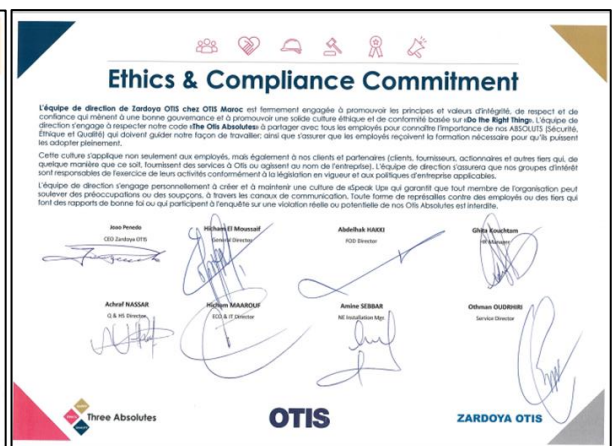 Ethics & Compliance Commitment
L'équipe de direction de Zardoya OTIS chez OTIS Maroc est fermement engagée à promouvoir les principes et valeurs d'intégrité, de respect et de
confiance qui mènent à une bonne gouvernance et à promouvoir une solide culture éthique et de conformité basée sur «Do the Right Thing». L'équipe de
direction s'engage à respecter notre code «The Otis Absolutes» à partager avec tous les employés pour connaître l'importance de nos ABSOLUTS (Sécurité,
Éthique et Qualité) qui doivent guider notre façon de travailler; ainsi que s'assurer que les employés reçoivent la formation nécessaire pour qu'ils puissent
les adopter pleinement.
Cette culture s'applique non seulement aux employés, mais également à nos clients et partenaires (clients, fournisseurs, actionnaires et autres tiers qui, de
quelque manière que ce soit, fournissent des services à Otis ou agissent au nom de l'entreprise). L'équipe de direction s'assurera que nos groupes d'intérêt
sont responsables de l'exercice de leurs activités conformément à la législation en vigueur et aux politiques d'entreprise applicables.
L'équipe de direction s'engage personnellement à créer et à maintenir une culture de «Speak Up» qui garantit que tout membre de l'organisation peut
soulever des préoccupations ou des soupçons, à travers les canaux de communication. Toute forme de représailles contre des employés ou des tiers qui
font des rapports de bonne foi ou qui participent à l'enquête sur une violation réelle ou potentielle de nos Otis Absolutes est interdite.
Joao Penedo Hicham El Moussaif Abdelhak HAKKI Ghita Kouchtam
CEO Zardoya OTIS General Director FOD Director HR Manager
Achraf NASSAR Hichem MAAROUF Amine SEBBAR Othman OUDRHIRI
Q & HS Director ECO & IT Director NE Installation Mgr. Service Director
Three Absolutes OTIS ZARDOYA OTIS